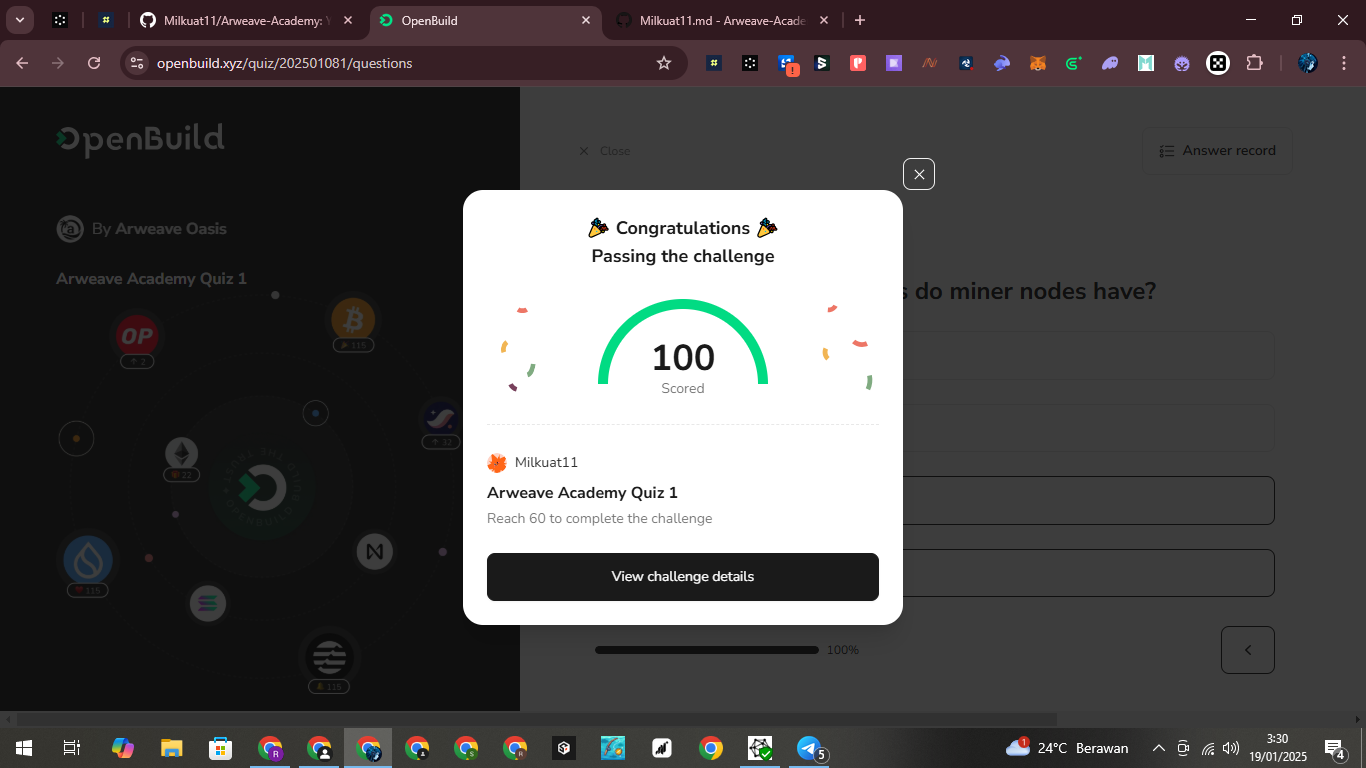 Milkuat11/Arweave-Academy: Y
OpenBuild
Milkuat11.md - Arweave-Acade
openbuild.xyz/quiz/202501081/questions
OpenBuild
Close
Answer record
By Arweave Oasis
Arweave Academy Quiz 1
Congratulations
Passing the challenge
s do miner nodes have?
OP
2
115
100
Scored
32
22
Milkuat11
Arweave Academy Quiz 1
Reach 60 to complete the challenge
View challenge details
115
100%
115
24°C Berawan
3:30
19/01/2025
1
5
4